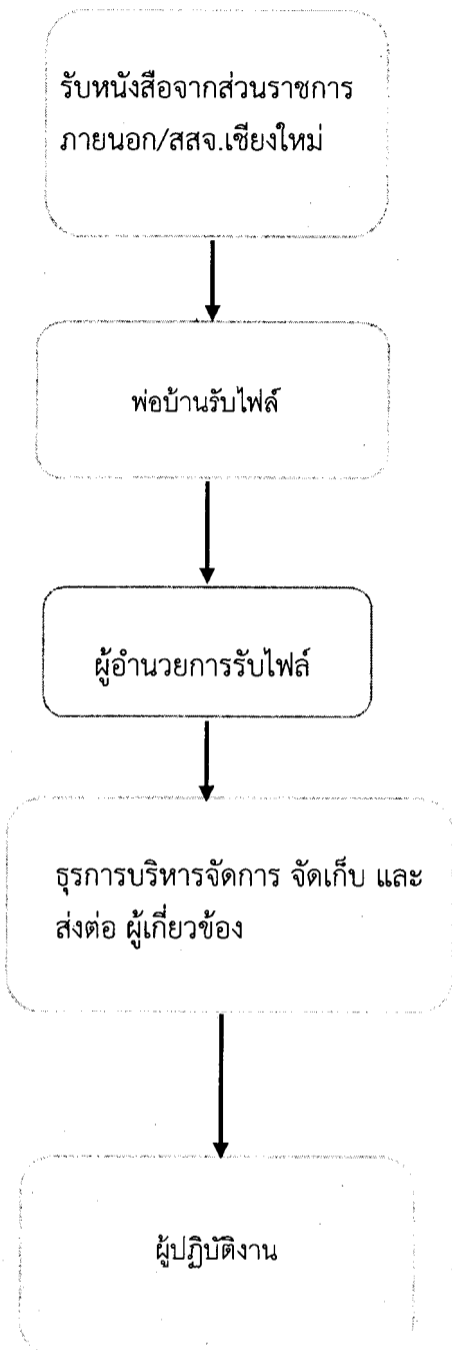 รับหนังสือจากส่วนราชการ
ภายนอก/สสจ.เชียงใหม่
พ่อบ้านรับไฟล์
ผู้อำนวยการรับไฟล์
ธุรการบริหารจัดการ จัดเก็บ และ
ส่งต่อ ผู้เกี่ยวข้อง
ผู้ปฏิบัติงาน